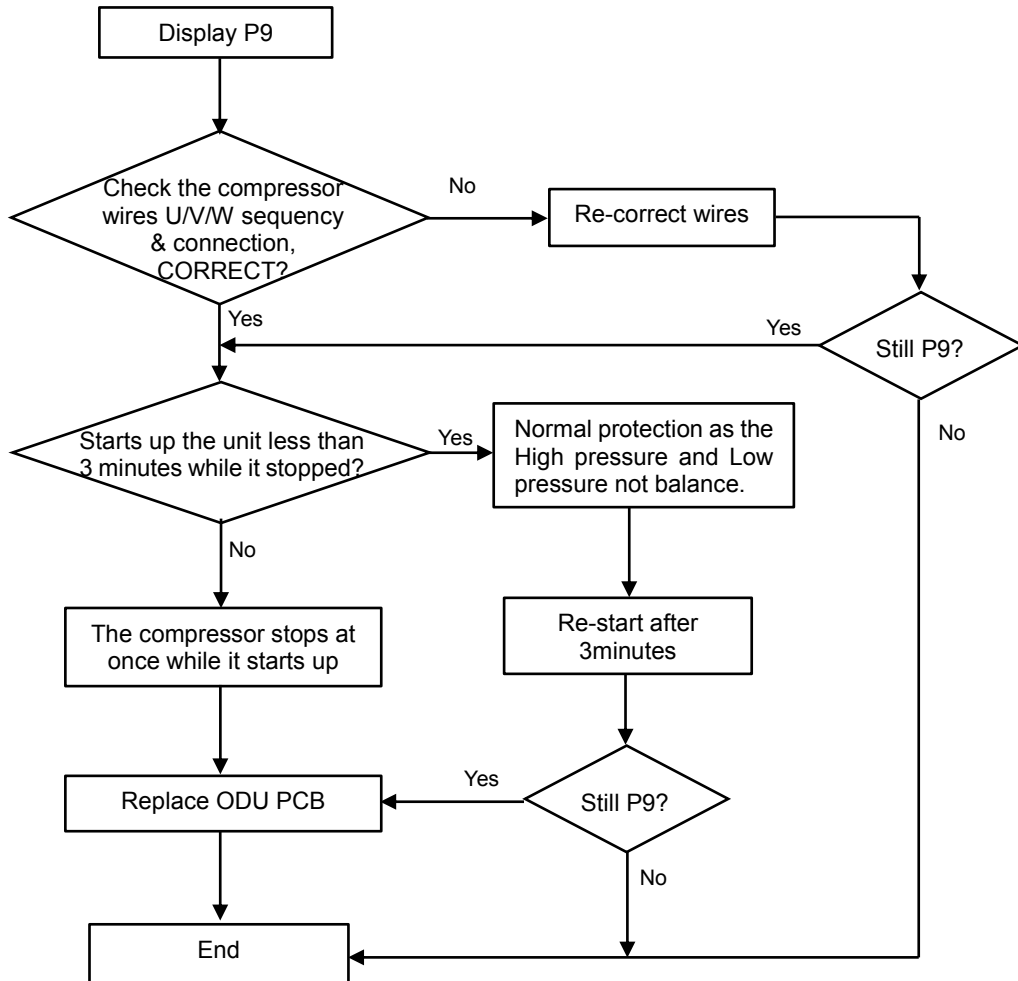 Display P9
Check the compressor
wires U/V/W sequency
& connection,
CORRECT?
No
Re-correct wires
Yes
Yes
Still P9?
No
Starts up the unit less than
3 minutes while it stopped?
Yes
Normal protection as the
High pressure and Low
pressure not balance.
No
The compressor stops at
once while it starts up
Re-start after
3minutes
Replace ODU PCB
Yes
Still P9?
No
End